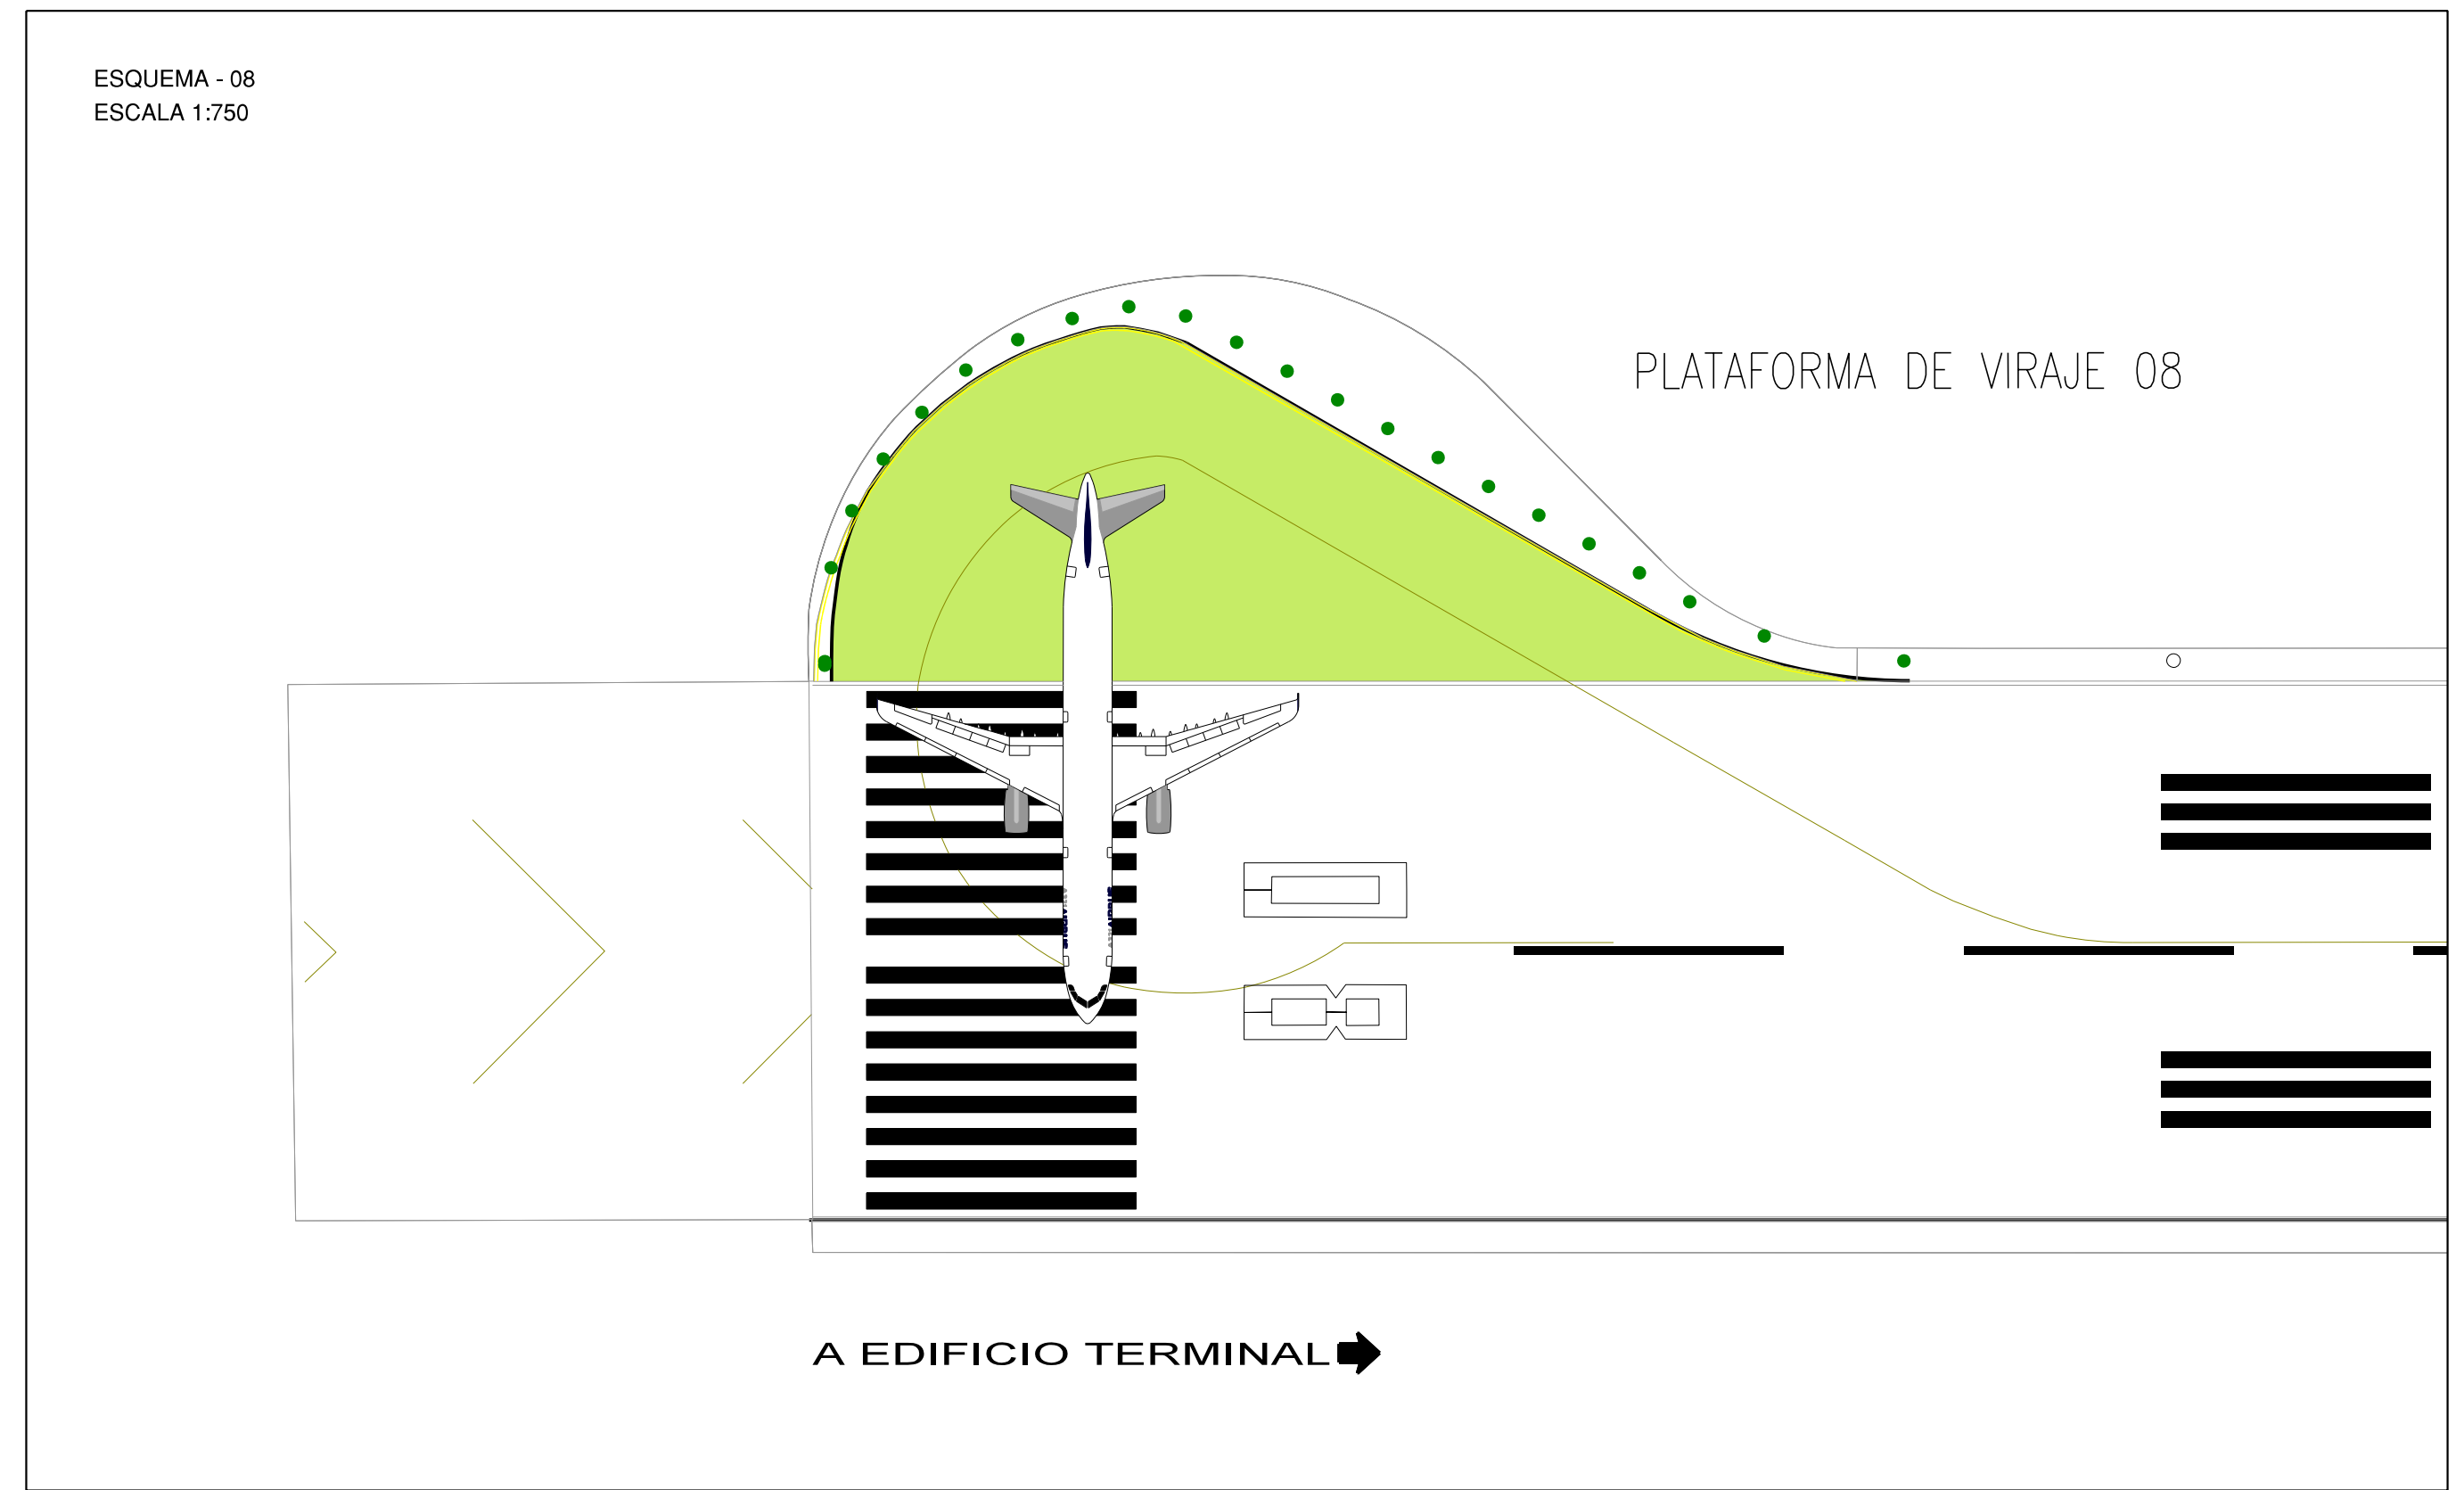 ESQUEMA - 08
ESCALA 1:750
PLATAFORMA DE VIRAJE 08
A EDIFICIO TERMINAL